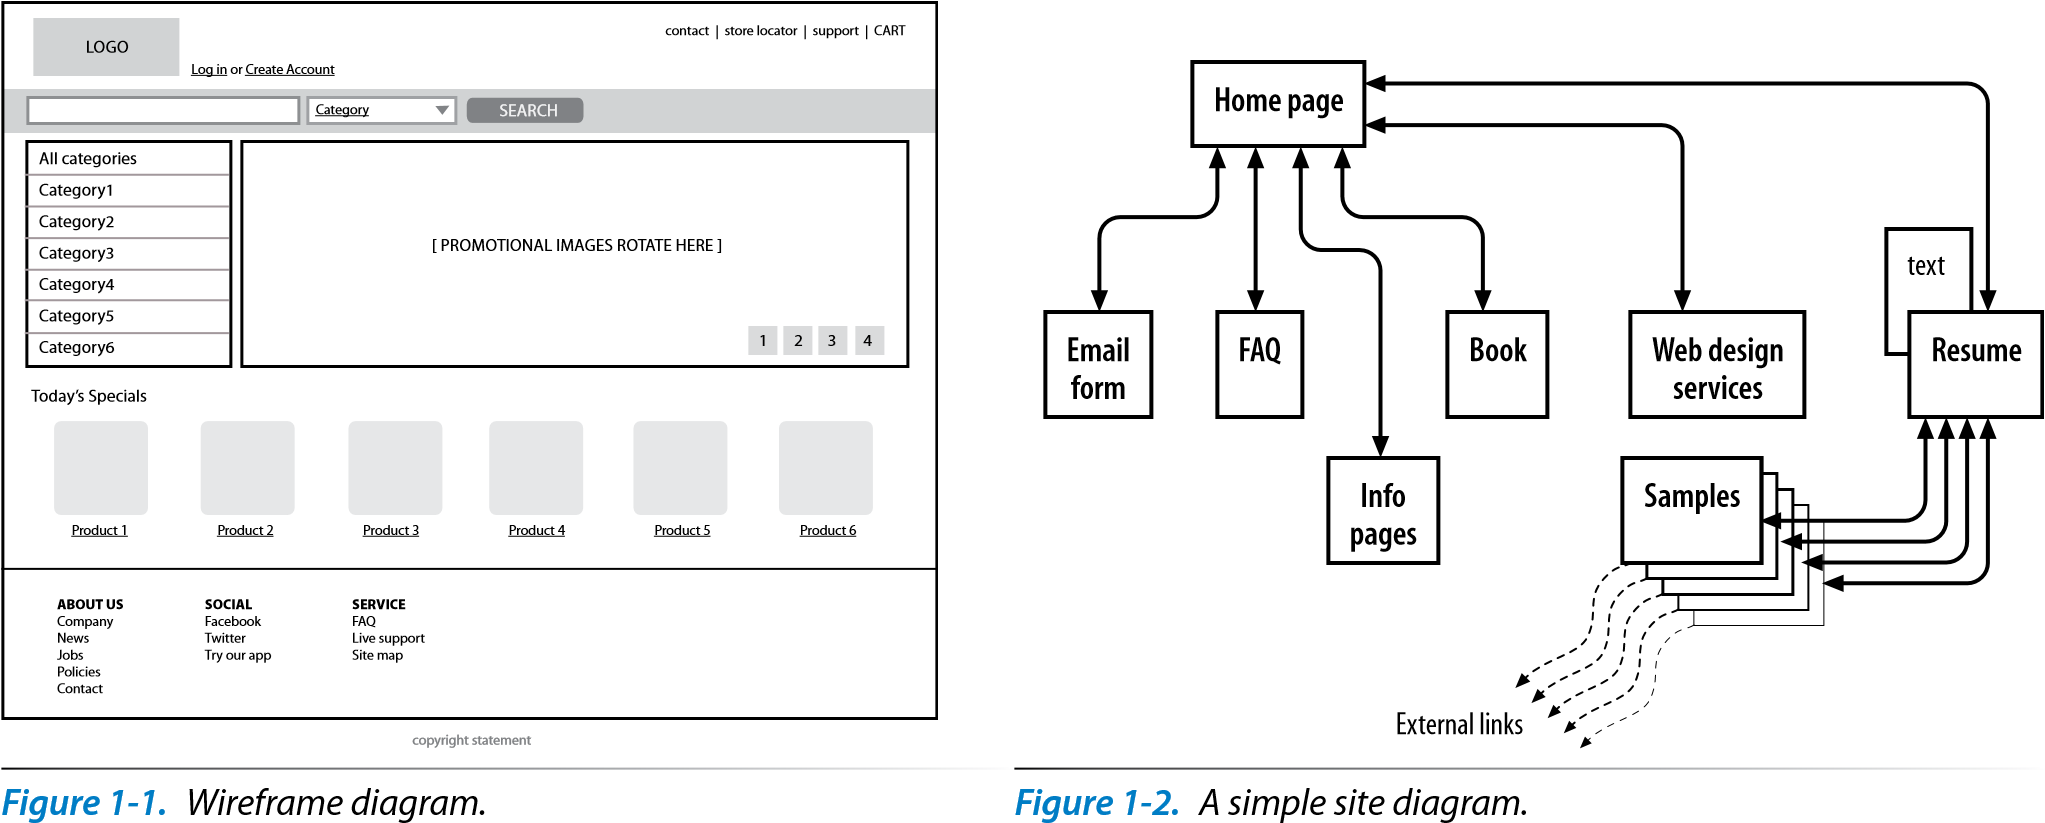 LOGO
contact | store locator | support | CART
Log in or Create Account
Category
SEARCH
All categories
Category1
Category2
Category3
Category4
Category5
Category6
[ PROMOTIONAL IMAGES ROTATE HERE ]
1 2 3 4
Today's Specials
Product 1
Product 2
Product 3
Product 4
Product 5
Product 6
ABOUT US
Company
News
Jobs
Policies
Contact
SOCIAL
Facebook
Twitter
Try our app
SERVICE
FAQ
Live support
Site map
copyright statement
Figure 1-1. Wireframe diagram.
Home page
text
Email
form
FAQ
Book
Web design
services
Resume
Info
pages
Samples
External links
Figure 1-2. A simple site diagram.